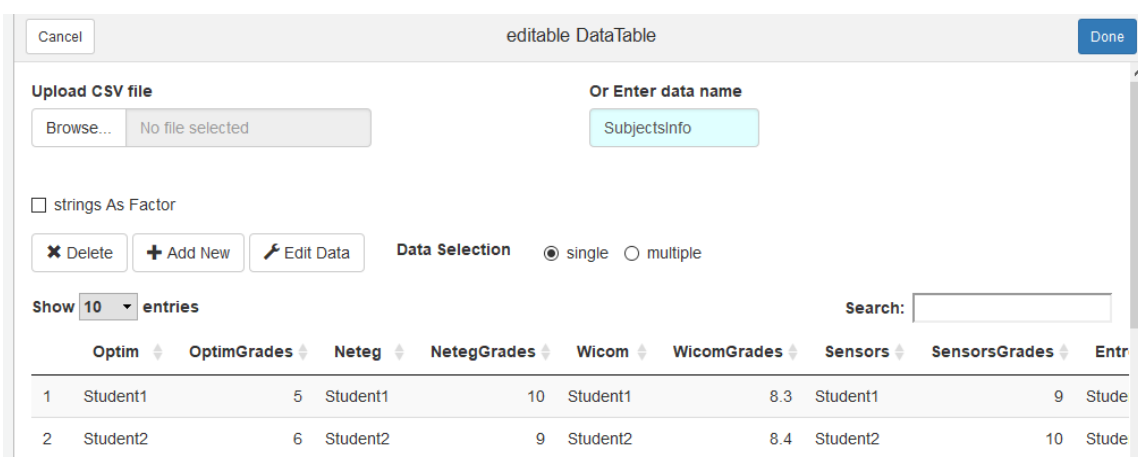 Cancel editable DataTable Done
Upload CSV file Or Enter data name
Browse... No file selected SubjectsInfo
strings As Factor
Delete Add New Edit Data Data Selection single multiple
Show 10 entries Search:
Optim OptimGrades Neteg NetegGrades Wicom WicomGrades Sensors SensorsGrades Entr
1 Student1 5 Student1 10 Student1 8.3 Student1 9 Stude
2 Student2 6 Student2 9 Student2 8.4 Student2 10 Stude